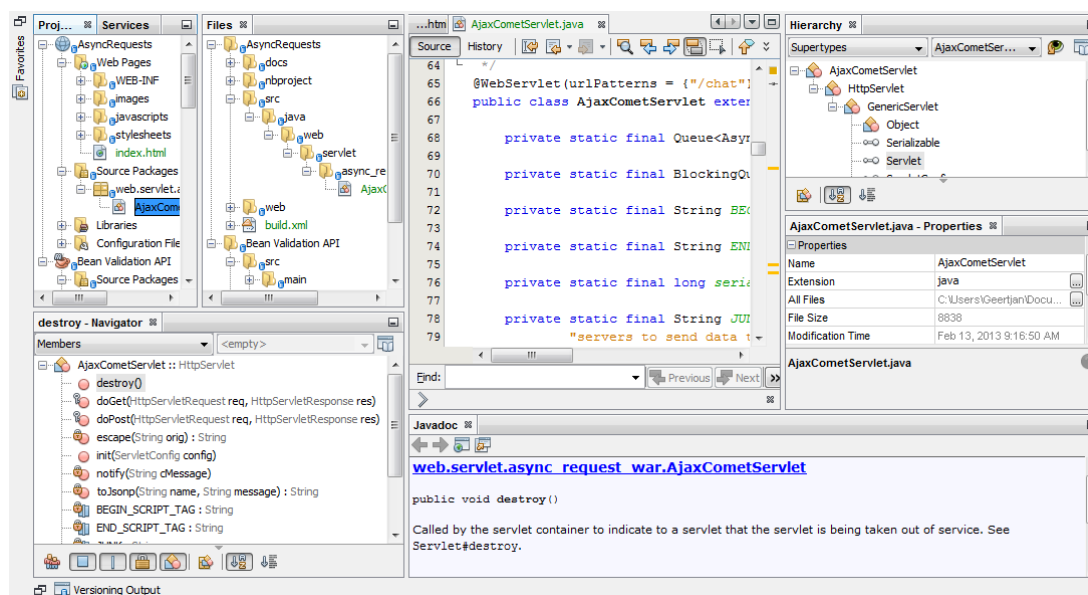 Favorites
Proj... Services
AsyncRequests
Web Pages
WEB-INF
images
javascripts
stylesheets
index.html
Source Packages
web.servlet.a
AjaxCom
Libraries
Configuration File
Bean Validation API
Source Packages
Files
AsyncRequests
docs
nbproject
src
java
web
servlet
async_re
AjaxC
web
build.xml
Bean Validation API
src
main
destroy - Navigator
Members <empty>
AjaxCometServlet :: HttpServlet
destroy()
doGet(HttpServletRequest req, HttpServletResponse res)
doPost(HttpServletRequest req, HttpServletResponse res)
escape(String orig) : String
init(ServletConfig config)
notify(String cMessage)
toJsonp(String name, String message) : String
BEGIN_SCRIPT_TAG : String
END_SCRIPT_TAG : String
Versioning Output
...htm AjaxCometServlet.java
Source History
64 */
65 @WebServlet(urlPatterns = {"/chat"}
66 public class AjaxCometServlet exter
67
68 private static final Queue<Asyn
69
70 private static final BlockingQu
71
72 private static final String BEG
73
74 private static final String END
75
76 private static final long seria
77
78 private static final String JUN
79 "servers to send data t
Find: Previous Next
Javadoc
web.servlet.async_request_war.AjaxCometServlet
public void destroy()
Called by the servlet container to indicate to a servlet that the servlet is being taken out of service. See
Servlet#destroy.
Hierarchy
Supertypes AjaxCometSer...
AjaxCometServlet
HttpServlet
GenericServlet
Object
Serializable
Servlet
AjaxCometServlet.java - Properties
Properties
Name AjaxCometServlet
Extension java ...
All Files C:\Users\Geertjan\Docu... ...
File Size 8838
Modification Time Feb 13, 2013 9:16:50 AM
AjaxCometServlet.java